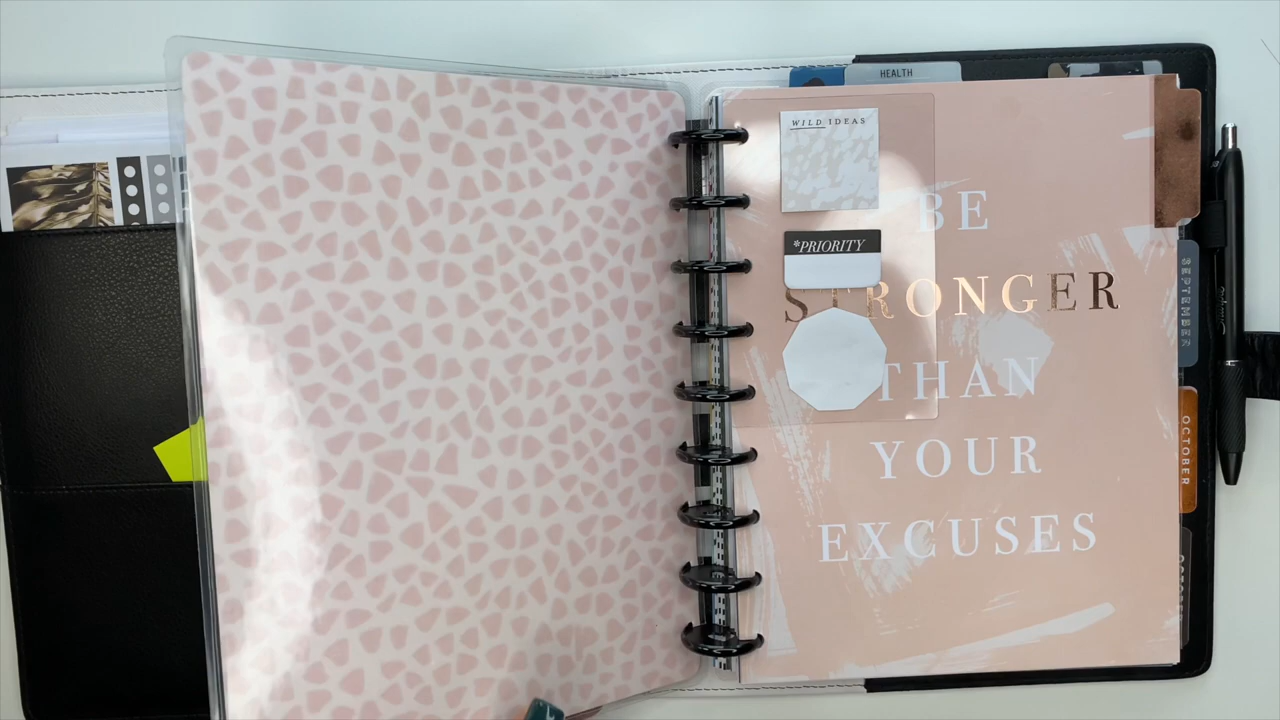 HEALTH
WILD IDEAS
*PRIORITY
BE
STRONGER
THAN
YOUR
EXCUSES
SEPTEMBER
OCTOBER